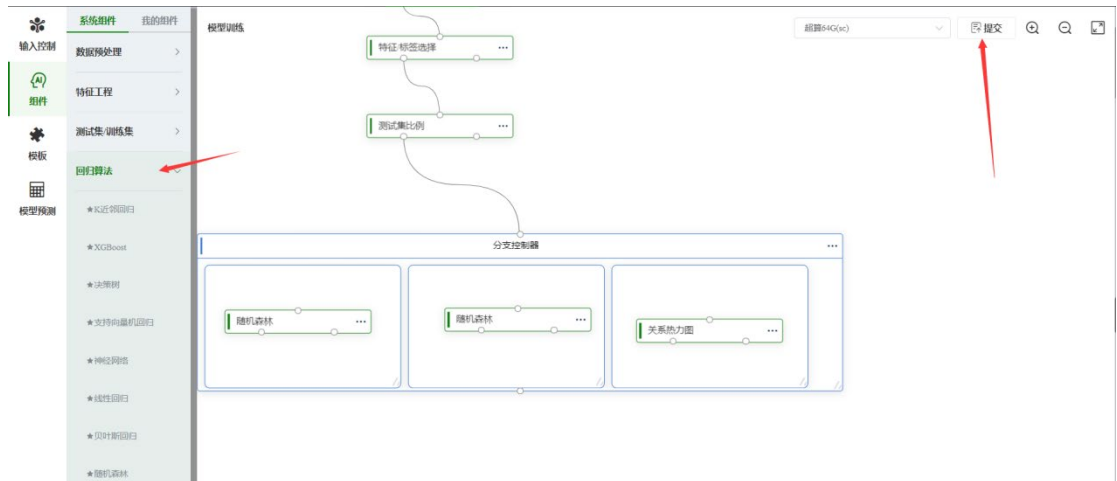 输入控制
组件
模板
模型预测
系统组件 我的组件
数据预处理
特征工程
测试集/训练集
回归算法
★K近邻回归
★XGBoost
★决策树
★支持向量机回归
★神经网络
★线性回归
★贝叶斯回归
★随机森林
模型训练
超算64G(sc)
提交
特征/标签选择
测试集比例
分支控制器
随机森林
随机森林
关系热力图